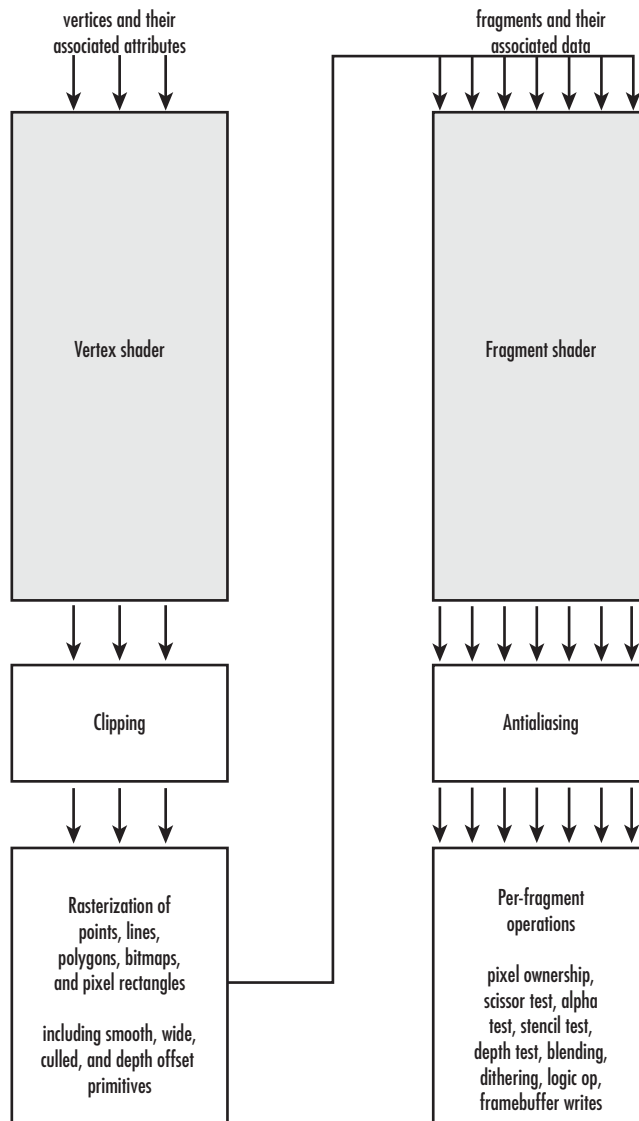 vertices and their
associated attributes
Vertex shader
Clipping
Rasterization of
points, lines,
polygons, bitmaps,
and pixel rectangles
including smooth, wide,
culled, and depth offset
primitives
fragments and their
associated data
Fragment shader
Antialiasing
Per-fragment
operations
pixel ownership,
scissor test, alpha
test, stencil test,
depth test, blending,
dithering, logic op,
framebuffer writes